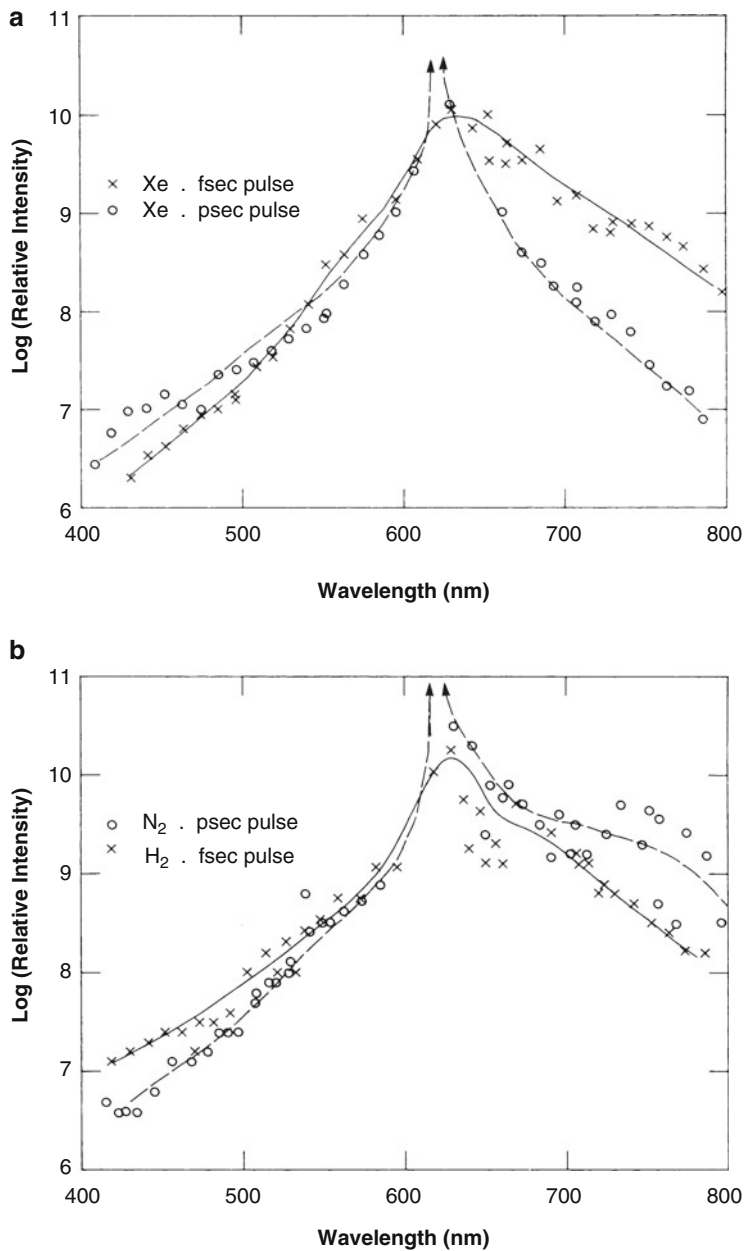 a
11
10
9
8
7
6
Log (Relative Intensity)
× Xe . fsec pulse
o Xe . psec pulse
400 500 600 700 800
Wavelength (nm)
b
11
10
9
8
7
6
Log (Relative Intensity)
o N₂ . psec pulse
× H₂ . fsec pulse
400 500 600 700 800
Wavelength (nm)